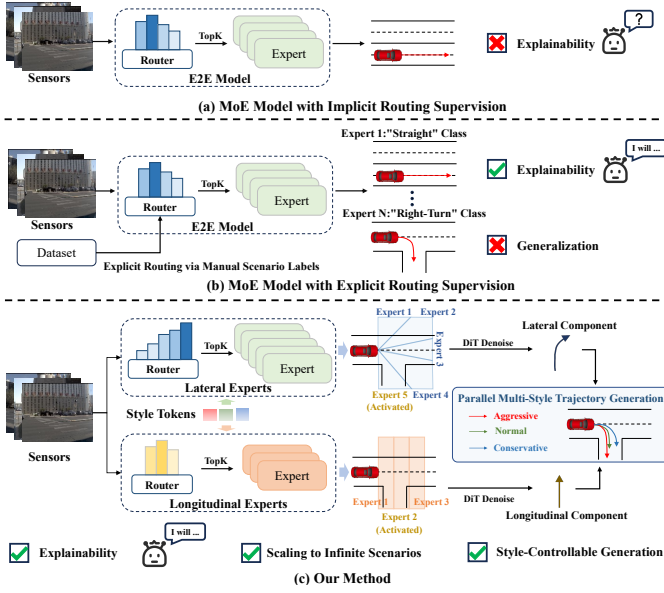 Sensors
Router
TopK
Expert
E2E Model
Explainability
?
(a) MoE Model with Implicit Routing Supervision
Sensors
Router
TopK
Expert
E2E Model
Dataset
Explicit Routing via Manual Scenario Labels
Expert 1:"Straight" Class
Expert N:"Right-Turn" Class
Explainability
I will ...
Generalization
(b) MoE Model with Explicit Routing Supervision
Sensors
Router
TopK
Expert
Lateral Experts
Style Tokens
Router
TopK
Expert
Longitudinal Experts
Expert 1
Expert 2
Expert 3
Expert 4
Expert 5
(Activated)
DiT Denoise
Lateral Component
Parallel Multi-Style Trajectory Generation
Aggressive
Normal
Conservative
Expert 1
Expert 3
Expert 2
(Activated)
DiT Denoise
Longitudinal Component
Explainability
I will ...
Scaling to Infinite Scenarios
Style-Controllable Generation
(c) Our Method